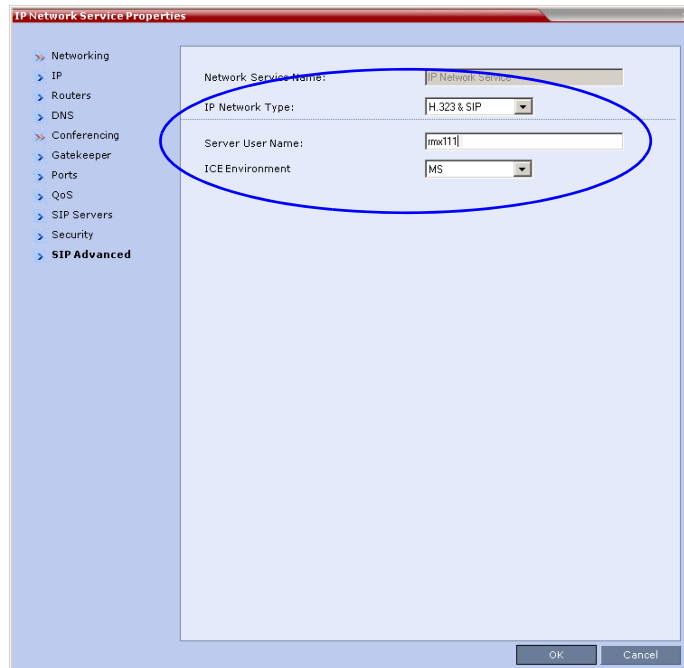 IP Network Service Properties
Networking
IP
Routers
DNS
Conferencing
Gatekeeper
Ports
QoS
SIP Servers
Security
SIP Advanced
Network Service Name: IP Network Service
IP Network Type: H.323 & SIP
Server User Name: rmx111
ICE Environment MS
OK Cancel